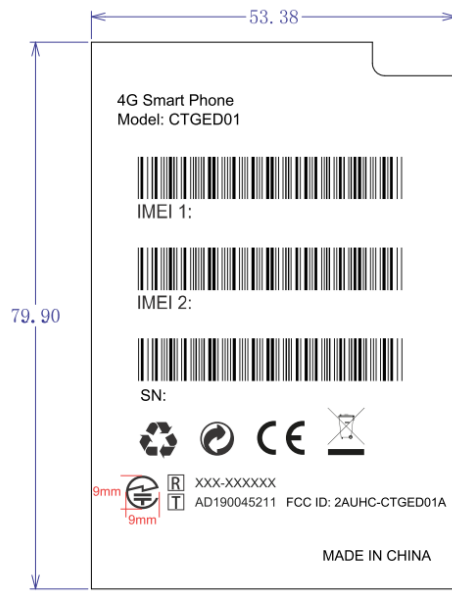 53.38
4G Smart Phone
Model: CTGED01
IMEI 1:
79.90
IMEI 2:
SN:
CE
R XXX-XXXXXX
9mm
T AD190045211 FCC ID: 2AUHC-CTGED01A
9mm
MADE IN CHINA